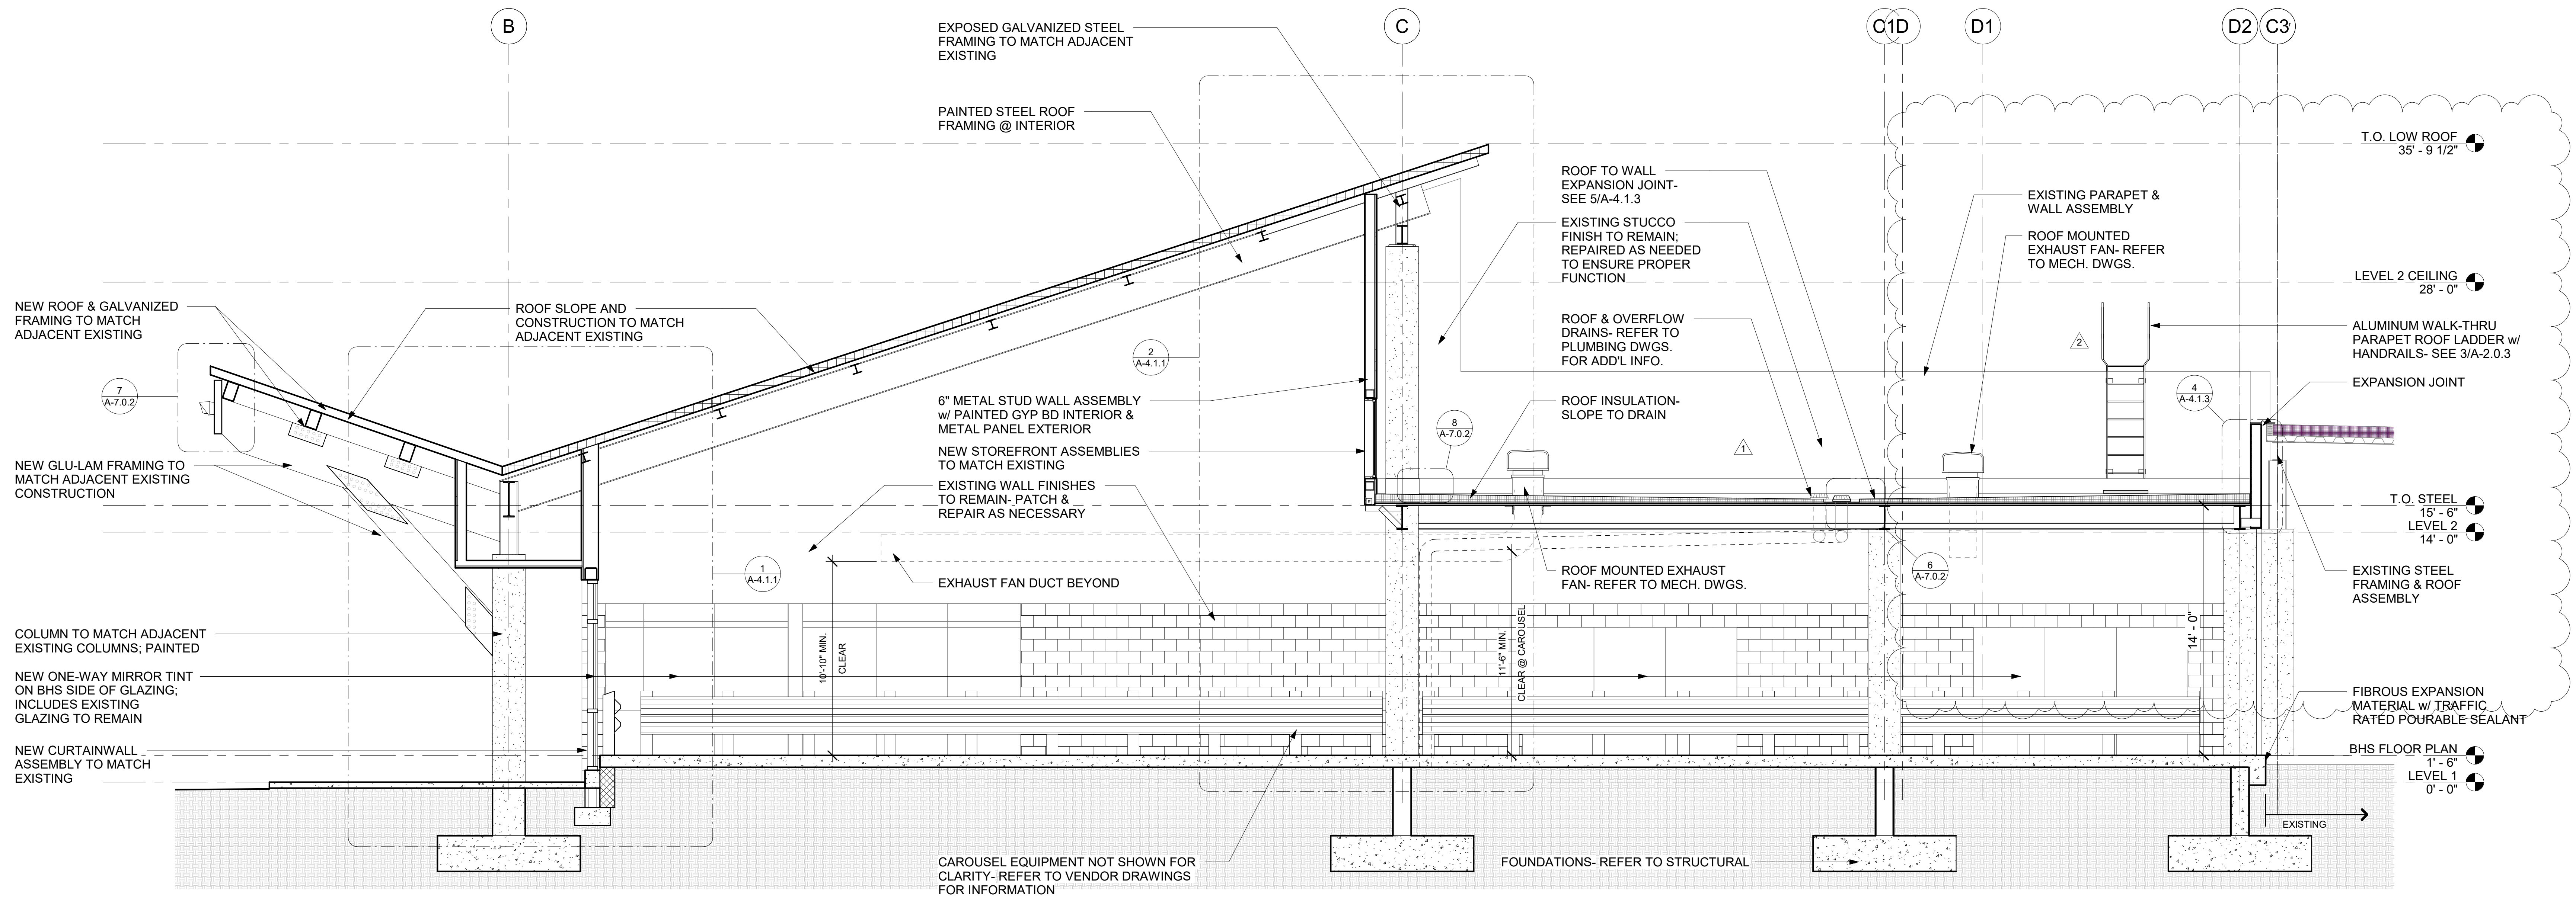 B
C
C1
D
D1
D2
C3
EXPOSED GALVANIZED STEEL
FRAMING TO MATCH ADJACENT
EXISTING
PAINTED STEEL ROOF
FRAMING @ INTERIOR
T.O. LOW ROOF
35' - 9 1/2"
ROOF TO WALL
EXPANSION JOINT-
SEE 5/A-4.1.3
EXISTING PARAPET &
WALL ASSEMBLY
EXISTING STUCCO
FINISH TO REMAIN;
REPAIRED AS NEEDED
TO ENSURE PROPER
FUNCTION
ROOF MOUNTED
EXHAUST FAN- REFER
TO MECH. DWGS.
LEVEL 2 CEILING
28' - 0"
NEW ROOF & GALVANIZED
FRAMING TO MATCH
ADJACENT EXISTING
ROOF SLOPE AND
CONSTRUCTION TO MATCH
ADJACENT EXISTING
ROOF & OVERFLOW
DRAINS- REFER TO
PLUMBING DWGS.
FOR ADD'L INFO.
ALUMINUM WALK-THRU
PARAPET ROOF LADDER w/
HANDRAILS- SEE 3/A-2.0.3
2
2
A-4.1.1
7
A-7.0.2
4
A-4.1.3
EXPANSION JOINT
6" METAL STUD WALL ASSEMBLY
w/ PAINTED GYP BD INTERIOR &
METAL PANEL EXTERIOR
ROOF INSULATION-
SLOPE TO DRAIN
8
A-7.0.2
1
NEW STOREFRONT ASSEMBLIES
TO MATCH EXISTING
NEW GLU-LAM FRAMING TO
MATCH ADJACENT EXISTING
CONSTRUCTION
EXISTING WALL FINISHES
TO REMAIN- PATCH &
REPAIR AS NECESSARY
T.O. STEEL
15' - 6"
LEVEL 2
14' - 0"
1
A-4.1.1
EXHAUST FAN DUCT BEYOND
ROOF MOUNTED EXHAUST
FAN- REFER TO MECH. DWGS.
6
A-7.0.2
EXISTING STEEL
FRAMING & ROOF
ASSEMBLY
COLUMN TO MATCH ADJACENT
EXISTING COLUMNS; PAINTED
10'-10" MIN.
CLEAR
11'-6" MIN.
CLEAR @ CAROUSEL
14' - 0"
NEW ONE-WAY MIRROR TINT
ON BHS SIDE OF GLAZING;
INCLUDES EXISTING
GLAZING TO REMAIN
FIBROUS EXPANSION
MATERIAL w/ TRAFFIC
RATED POURABLE SEALANT
NEW CURTAINWALL
ASSEMBLY TO MATCH
EXISTING
BHS FLOOR PLAN
1' - 6"
LEVEL 1
0' - 0"
EXISTING
CAROUSEL EQUIPMENT NOT SHOWN FOR
CLARITY- REFER TO VENDOR DRAWINGS
FOR INFORMATION
FOUNDATIONS- REFER TO STRUCTURAL